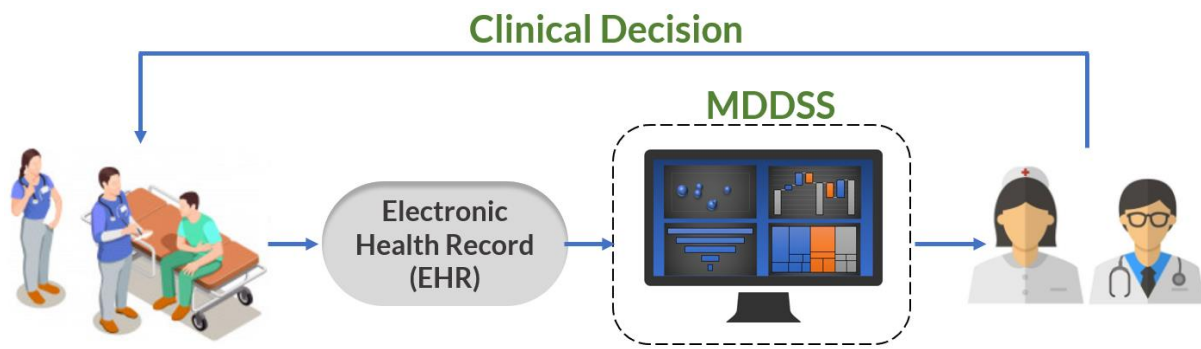 Clinical Decision
MDDSS
Electronic
Health Record
(EHR)